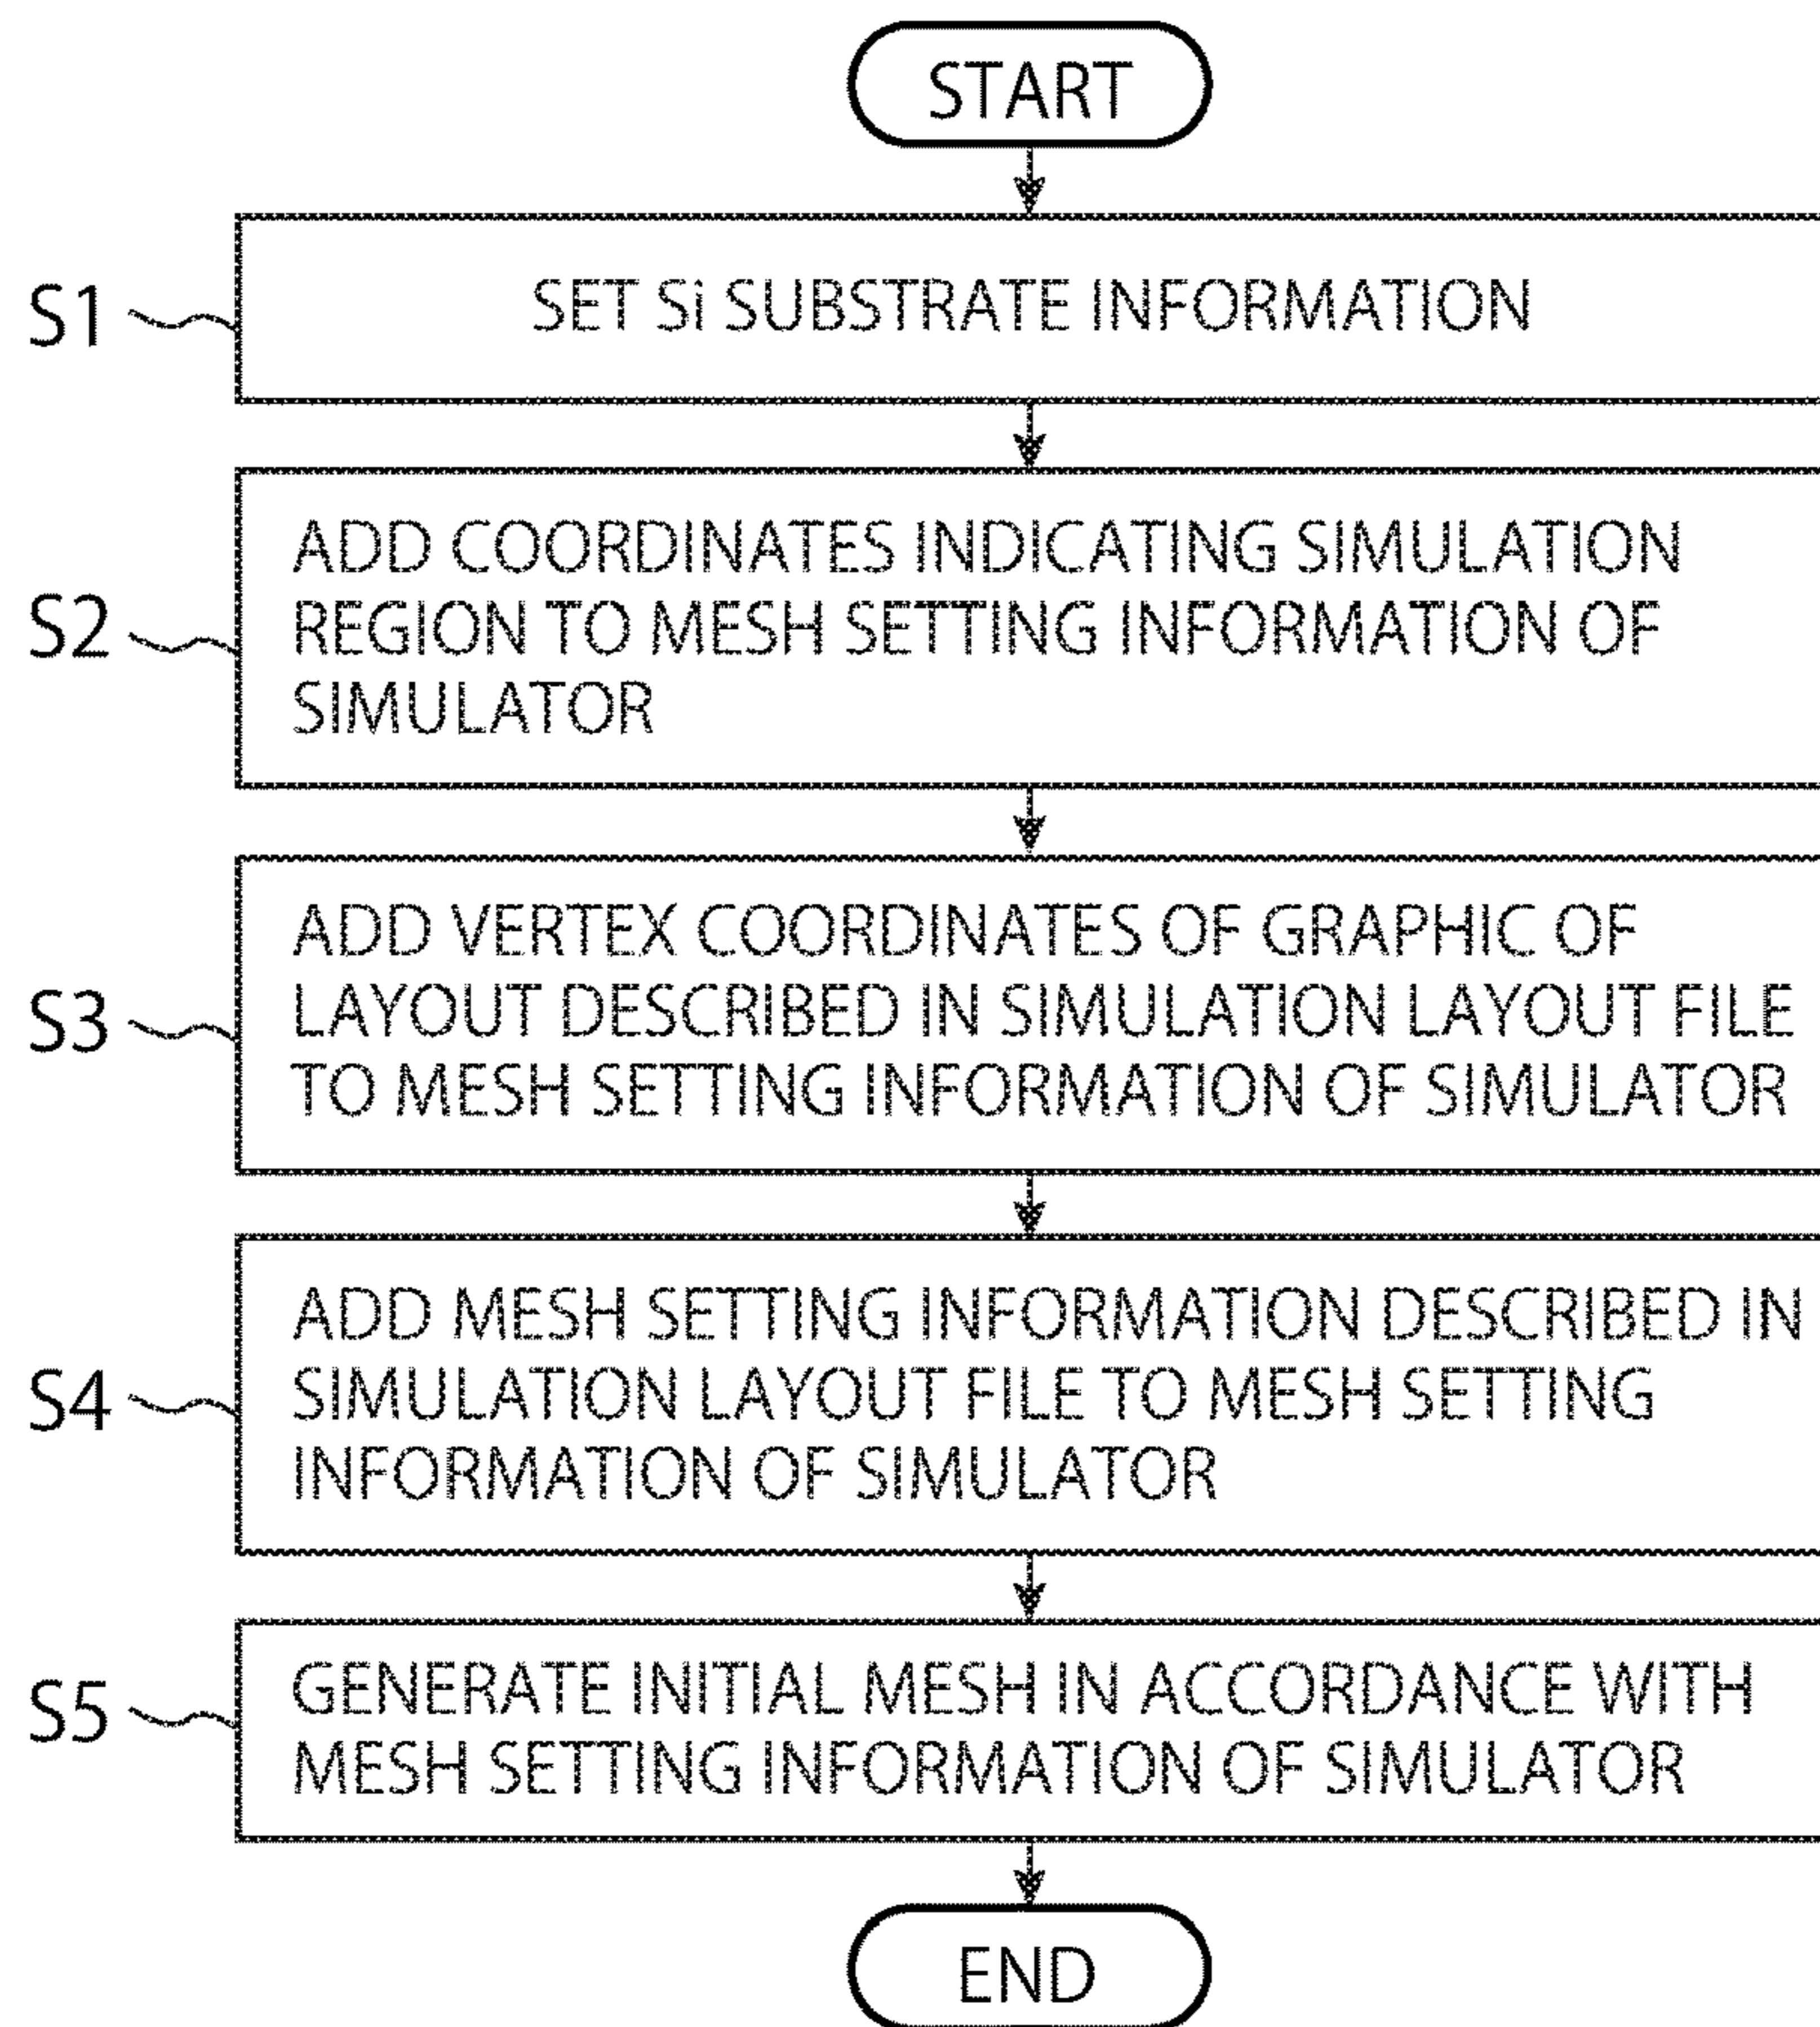 START
S1
SET Si SUBSTRATE INFORMATION
S2
ADD COORDINATES INDICATING SIMULATION
REGION TO MESH SETTING INFORMATION OF
SIMULATOR
S3
ADD VERTEX COORDINATES OF GRAPHIC OF
LAYOUT DESCRIBED IN SIMULATION LAYOUT FILE
TO MESH SETTING INFORMATION OF SIMULATOR
S4
ADD MESH SETTING INFORMATION DESCRIBED IN
SIMULATION LAYOUT FILE TO MESH SETTING
INFORMATION OF SIMULATOR
S5
GENERATE INITIAL MESH IN ACCORDANCE WITH
MESH SETTING INFORMATION OF SIMULATOR
END